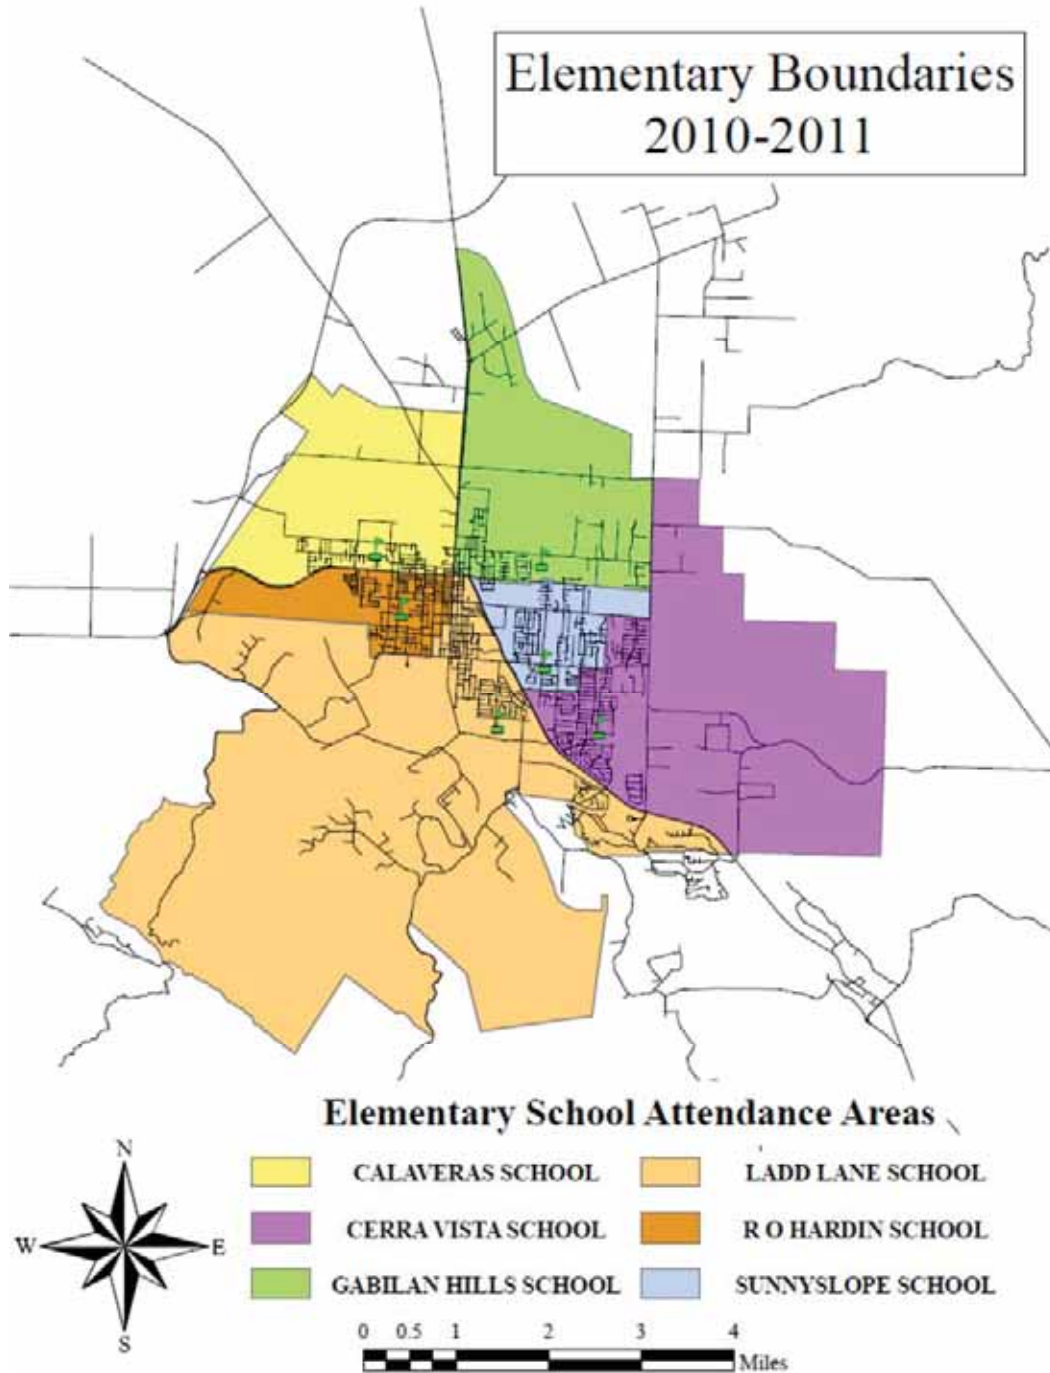 Elementary Boundaries
2010-2011
Elementary School Attendance Areas
N
W
E
S
CALAVERAS SCHOOL
LADD LANE SCHOOL
CERRA VISTA SCHOOL
R O HARDIN SCHOOL
GABILAN HILLS SCHOOL
SUNNYSLOPE SCHOOL
0 0.5 1 2 3 4
Miles